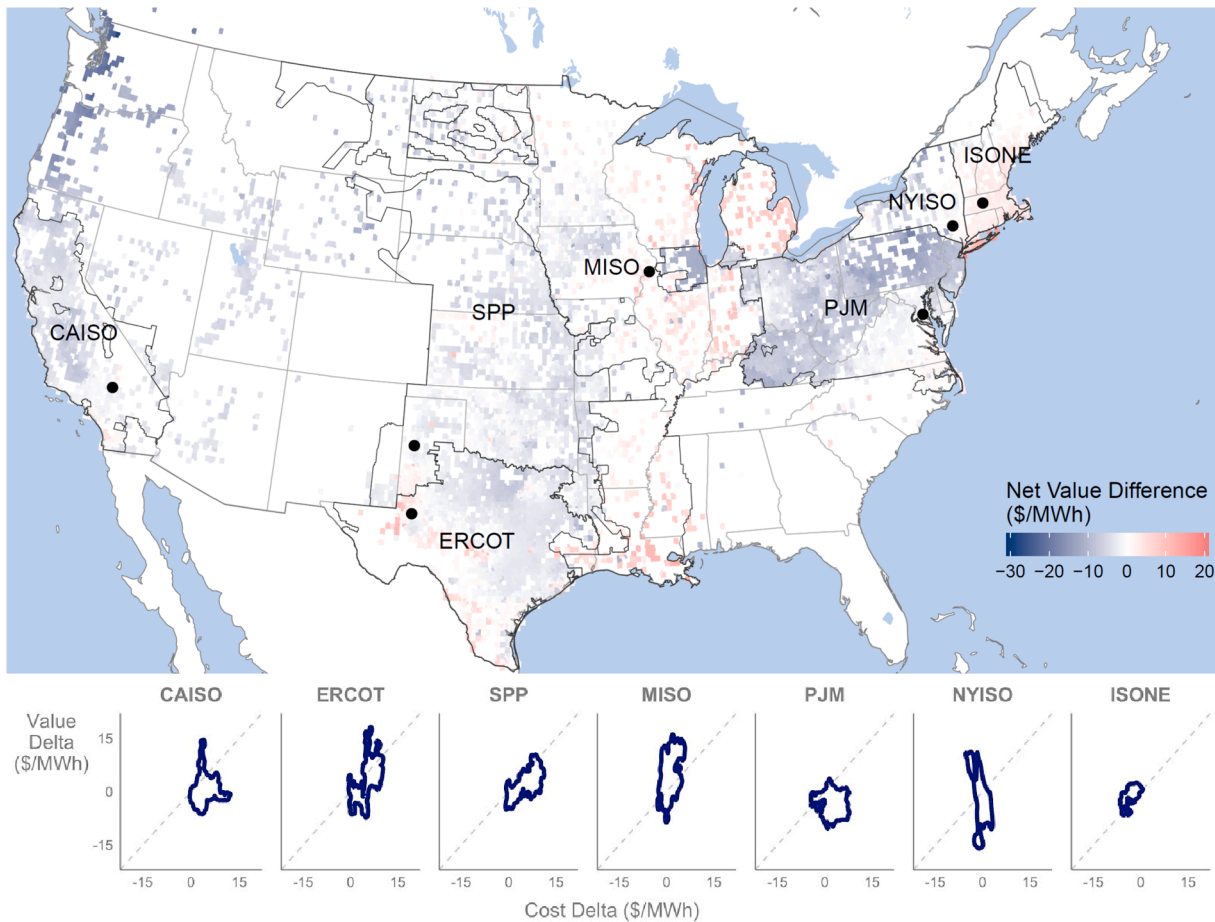 ISONE
NYISO
MISO
SPP
PJM
CAISO
ERCOT
Net Value Difference
($/MWh)
−30 −20 −10 0 10 20
CAISO ERCOT SPP MISO PJM NYISO ISONE
Value
Delta
($/MWh)
15
0
-15
-15 0 15 -15 0 15 -15 0 15 -15 0 15 -15 0 15 -15 0 15 -15 0 15
Cost Delta ($/MWh)